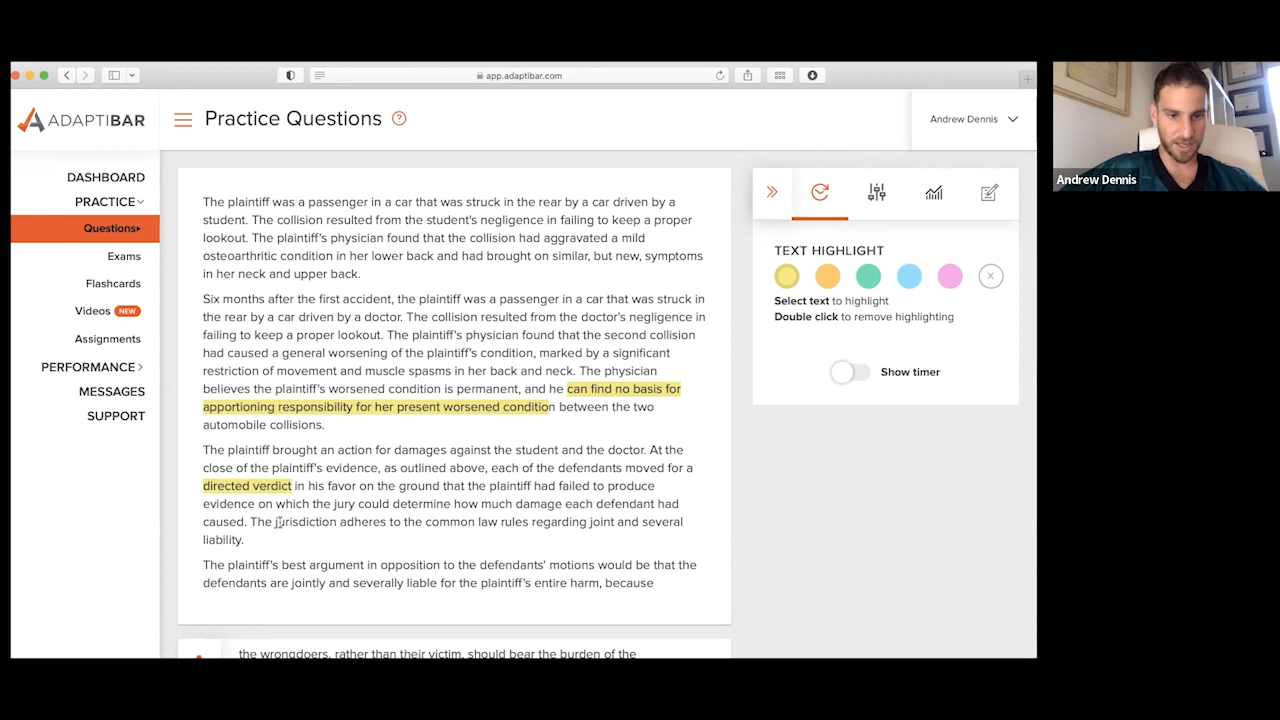 app.adaptibar.com
ADAPTIBAR
Practice Questions ?
Andrew Dennis
DASHBOARD
PRACTICE
Questions
Exams
Flashcards
Videos NEW
Assignments
PERFORMANCE
MESSAGES
SUPPORT
The plaintiff was a passenger in a car that was struck in the rear by a car driven by a
student. The collision resulted from the student's negligence in failing to keep a proper
lookout. The plaintiff's physician found that the collision had aggravated a mild
osteoarthritic condition in her lower back and had brought on similar, but new, symptoms
in her neck and upper back.
Six months after the first accident, the plaintiff was a passenger in a car that was struck in
the rear by a car driven by a doctor. The collision resulted from the doctor's negligence in
failing to keep a proper lookout. The plaintiff's physician found that the second collision
had caused a general worsening of the plaintiff's condition, marked by a significant
restriction of movement and muscle spasms in her back and neck. The physician
believes the plaintiff's worsened condition is permanent, and he can find no basis for
apportioning responsibility for her present worsened condition between the two
automobile collisions.
The plaintiff brought an action for damages against the student and the doctor. At the
close of the plaintiff's evidence, as outlined above, each of the defendants moved for a
directed verdict in his favor on the ground that the plaintiff had failed to produce
evidence on which the jury could determine how much damage each defendant had
caused. The jurisdiction adheres to the common law rules regarding joint and several
liability.
The plaintiff's best argument in opposition to the defendants' motions would be that the
defendants are jointly and severally liable for the plaintiff's entire harm, because
the wrongdoers, rather than their victim, should bear the burden of the
TEXT HIGHLIGHT
Select text to highlight
Double click to remove highlighting
Show timer
Andrew Dennis